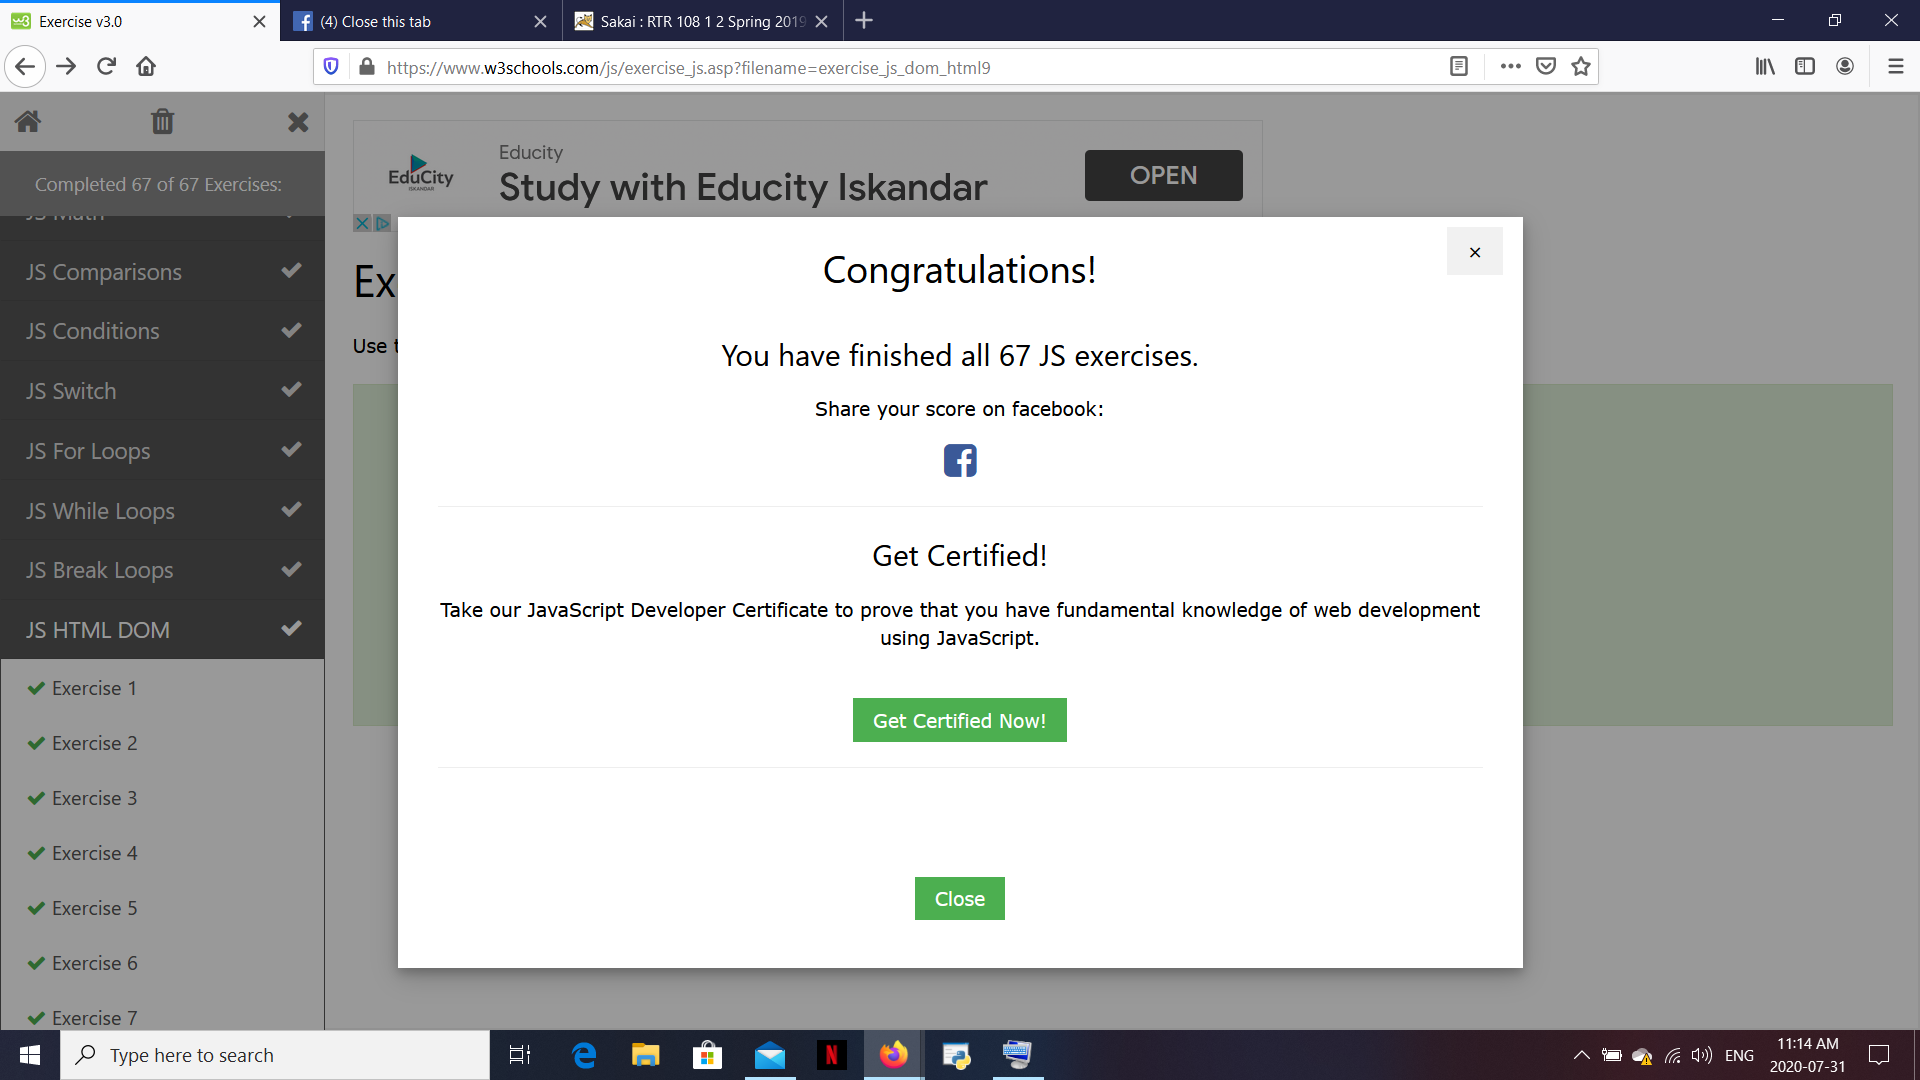 Exercise v3.0
(4) Close this tab
Sakai : RTR 108 1 2 Spring 2019
https://www.w3schools.com/js/exercise_js.asp?filename=exercise_js_dom_html9
Completed 67 of 67 Exercises:
JS Math
JS Comparisons
JS Conditions
JS Switch
JS For Loops
JS While Loops
JS Break Loops
JS HTML DOM
Exercise 1
Exercise 2
Exercise 3
Exercise 4
Exercise 5
Exercise 6
Exercise 7
EduCity
ISKANDAR
Educity
Study with Educity Iskandar
OPEN
Ex
Use t
×
Congratulations!
You have finished all 67 JS exercises.
Share your score on facebook:
Get Certified!
Take our JavaScript Developer Certificate to prove that you have fundamental knowledge of web development
using JavaScript.
Get Certified Now!
Close
Type here to search
ENG
11:14 AM
2020-07-31